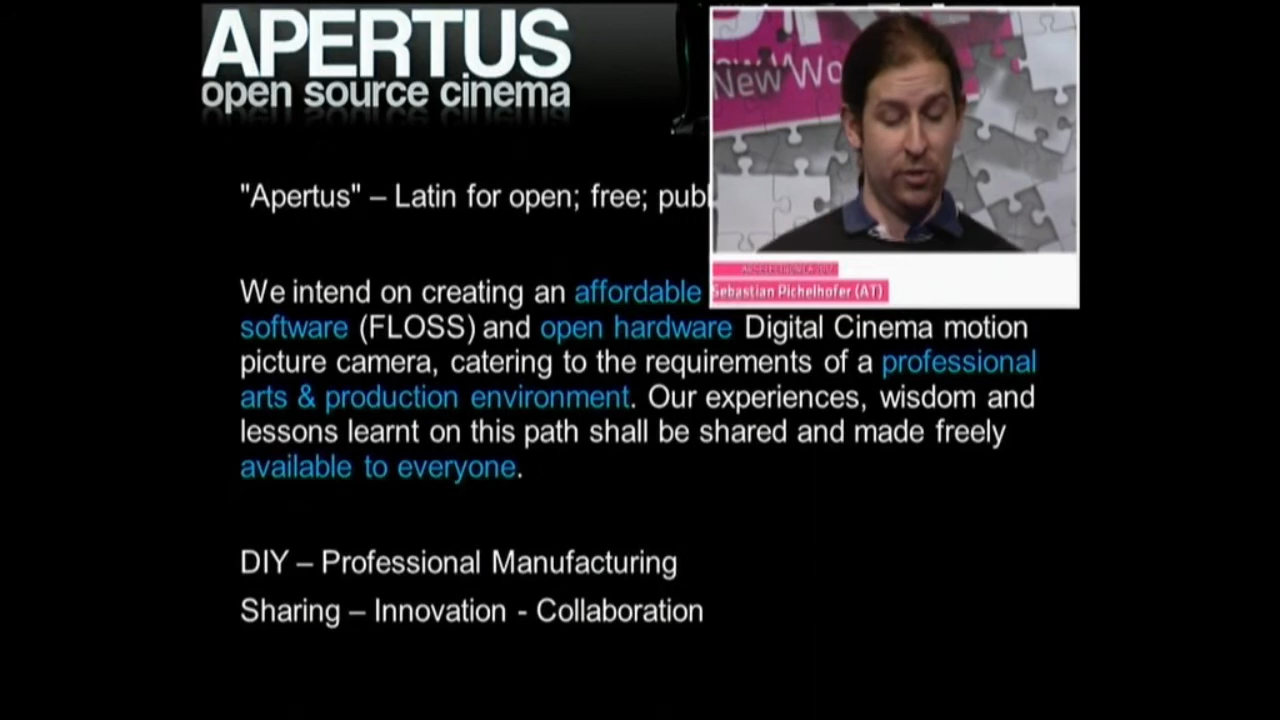 APERTUS
open source cinema
New Wo
"Apertus" – Latin for open; free; publ
Sebastian Pichelhofer (AT)
We intend on creating an affordable
software (FLOSS) and open hardware Digital Cinema motion
picture camera, catering to the requirements of a professional
arts & production environment. Our experiences, wisdom and
lessons learnt on this path shall be shared and made freely
available to everyone.
DIY – Professional Manufacturing
Sharing – Innovation - Collaboration